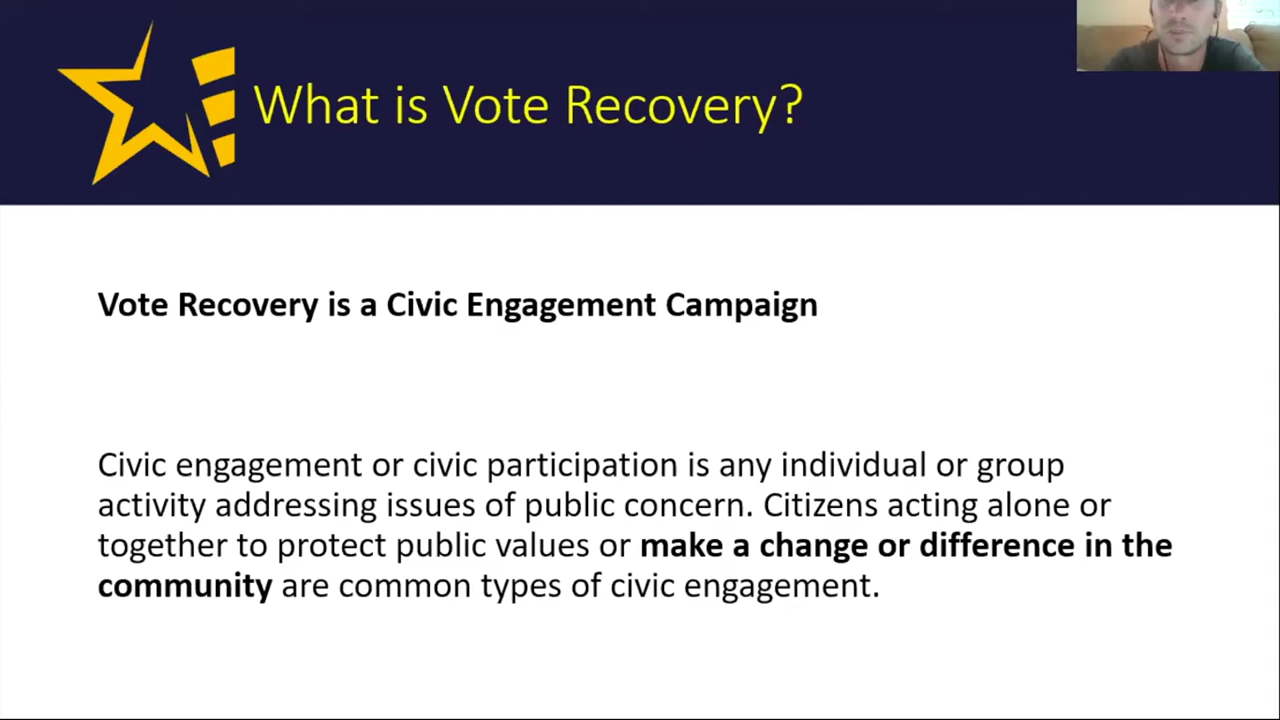 What is Vote Recovery?
Vote Recovery is a Civic Engagement Campaign
Civic engagement or civic participation is any individual or group
activity addressing issues of public concern. Citizens acting alone or
together to protect public values or make a change or difference in the
community are common types of civic engagement.